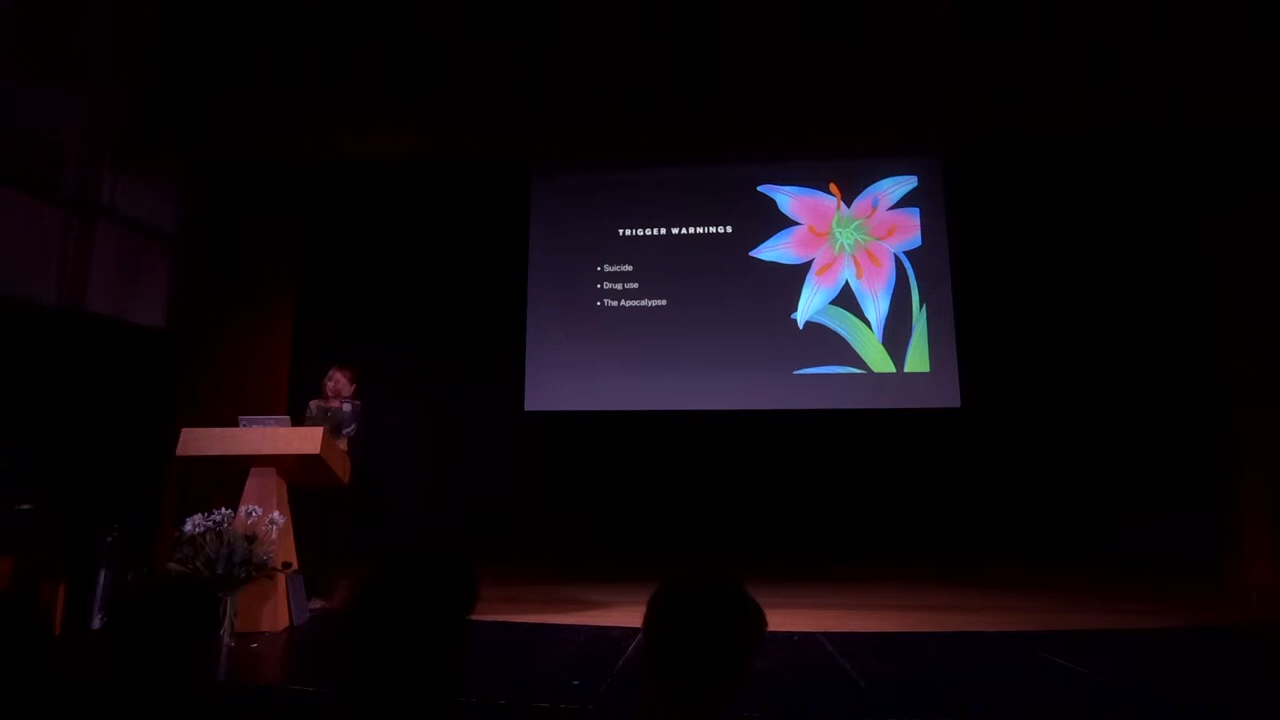 TRIGGER WARNINGS
• Suicide
• Drug use
• The Apocalypse